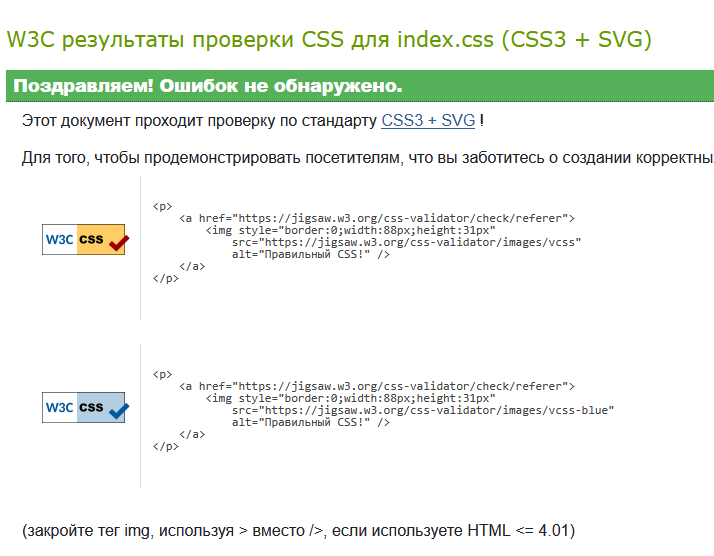 W3C результаты проверки CSS для index.css (CSS3 + SVG)
Поздравляем! Ошибок не обнаружено.
Этот документ проходит проверку по стандарту CSS3 + SVG !
Для того, чтобы продемонстрировать посетителям, что вы заботитесь о создании корректны
<p>
<a href="https://jigsaw.w3.org/css-validator/check/referer">
<img style="border:0;width:88px;height:31px"
W3C css
src="https://jigsaw.w3.org/css-validator/images/vcss"
alt="Правильный CSS!" />
</a>
</p>
<p>
<a href="https://jigsaw.w3.org/css-validator/check/referer">
<img style="border:0;width:88px;height:31px"
W3C css
src="https://jigsaw.w3.org/css-validator/images/vcss-blue"
alt="Правильный CSS!" />
</a>
</p>
(закройте тег img, используя > вместо />, если используете HTML <= 4.01)